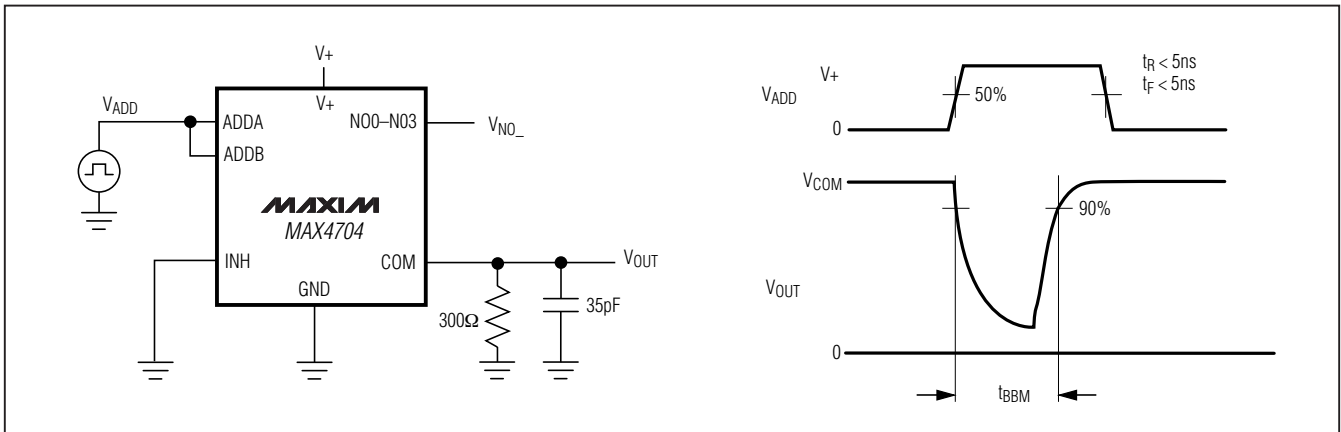 V+
V+
VADD
ADDA
ADDB
NO0–N03
VNO_
MAXIM
MAX4704
INH
COM
VOUT
GND
300Ω
35pF
V+
VADD
0
50%
tR < 5ns
tF < 5ns
VCOM
90%
VOUT
0
tBBM